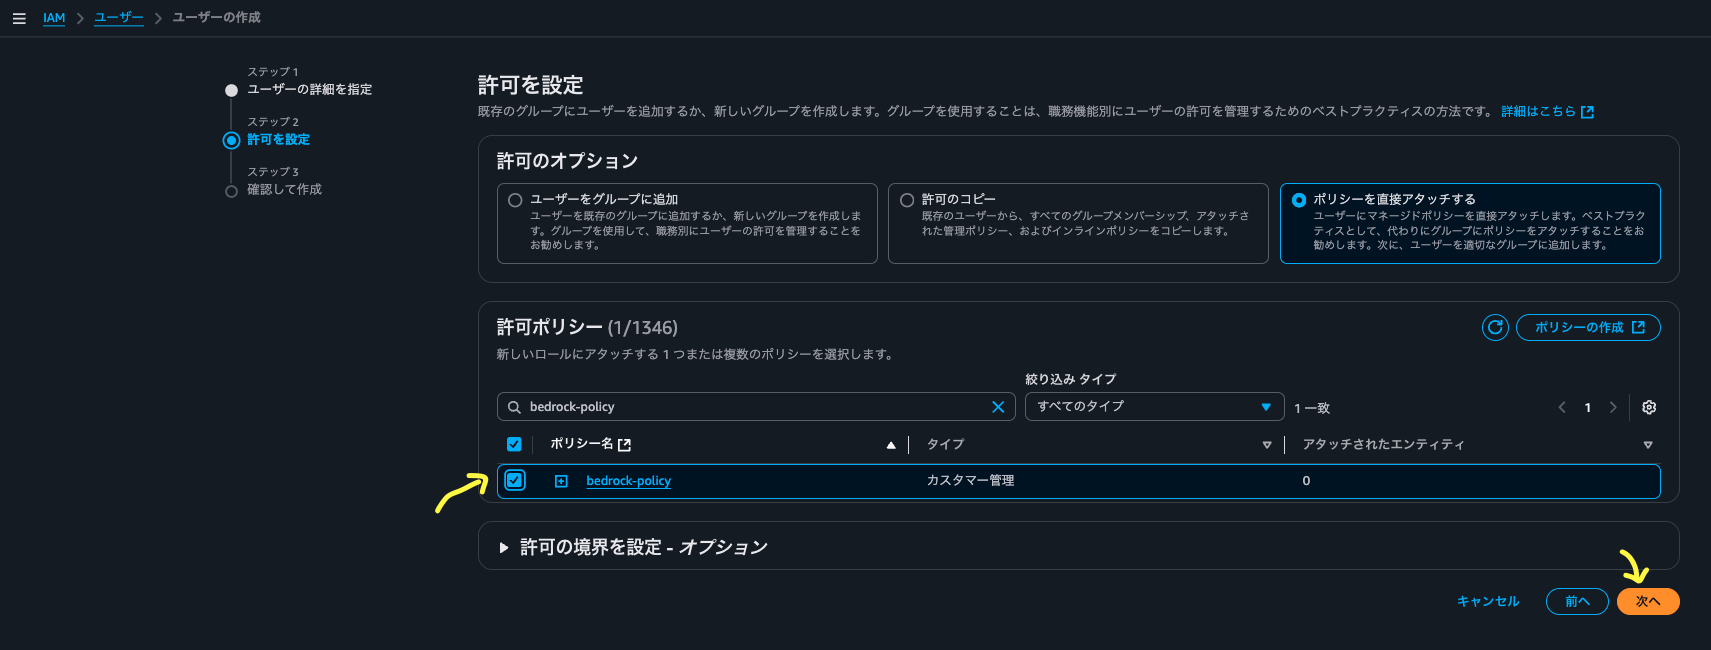 IAM > ユーザー > ユーザーの作成
ステップ 1
ユーザーの詳細を指定
ステップ 2
許可を設定
ステップ 3
確認して作成
許可を設定
既存のグループにユーザーを追加するか、新しいグループを作成します。グループを使用することは、職務機能別にユーザーの許可を管理するためのベストプラクティスの方法です。 詳細はこちら
許可のオプション
ユーザーをグループに追加
ユーザーを既存のグループに追加するか、新しいグループを作成しま
す。グループを使用して、職務別にユーザーの許可を管理することを
お勧めします。
許可のコピー
既存のユーザーから、すべてのグループメンバーシップ、アタッチさ
れた管理ポリシー、およびインラインポリシーをコピーします。
ポリシーを直接アタッチする
ユーザーにマネージドポリシーを直接アタッチします。ベストプラク
ティスとして、代わりにグループにポリシーをアタッチすることをお
勧めします。次に、ユーザーを適切なグループに追加します。
許可ポリシー (1/1346)
ポリシーの作成
新しいロールにアタッチする 1 つまたは複数のポリシーを選択します。
絞り込み タイプ
bedrock-policy
すべてのタイプ
1 一致
1
ポリシー名
タイプ
アタッチされたエンティティ
bedrock-policy
カスタマー管理
0
許可の境界を設定 - オプション
キャンセル
前へ
次へ